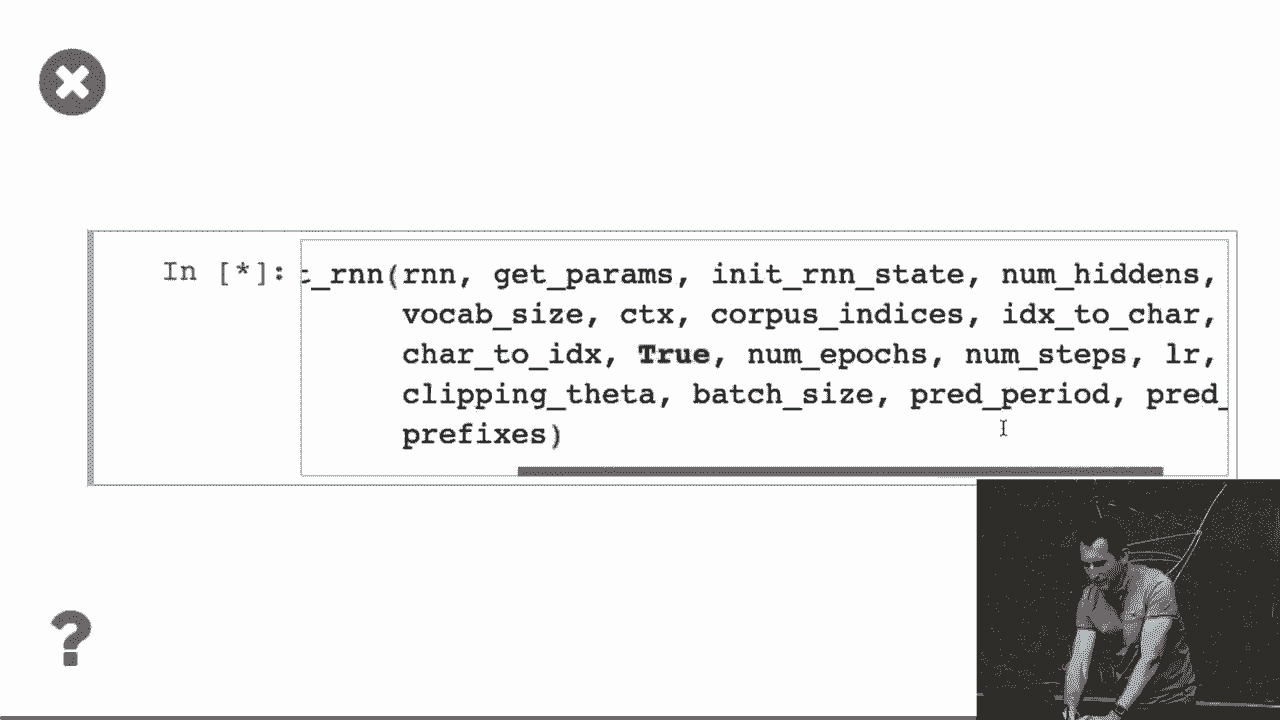 In [*]: t_rnn(rnn, get_params, init_rnn_state, num_hiddens,
vocab_size, ctx, corpus_indices, idx_to_char,
char_to_idx, True, num_epochs, num_steps, lr,
clipping_theta, batch_size, pred_period, pred_
prefixes)
?